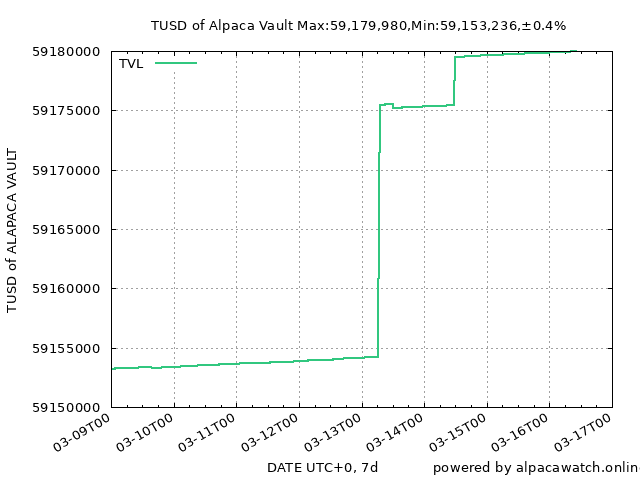 TUSD of Alpaca Vault Max:59,179,980,Min:59,153,236,±0.4%
TVL
59180000
59175000
59170000
59165000
59160000
59155000
59150000
TUSD of ALAPACA VAULT
03-09T00
03-10T00
03-11T00
03-12T00
03-13T00
03-14T00
03-15T00
03-16T00
03-17T00
DATE UTC+0, 7d
powered by alpacawatch.online